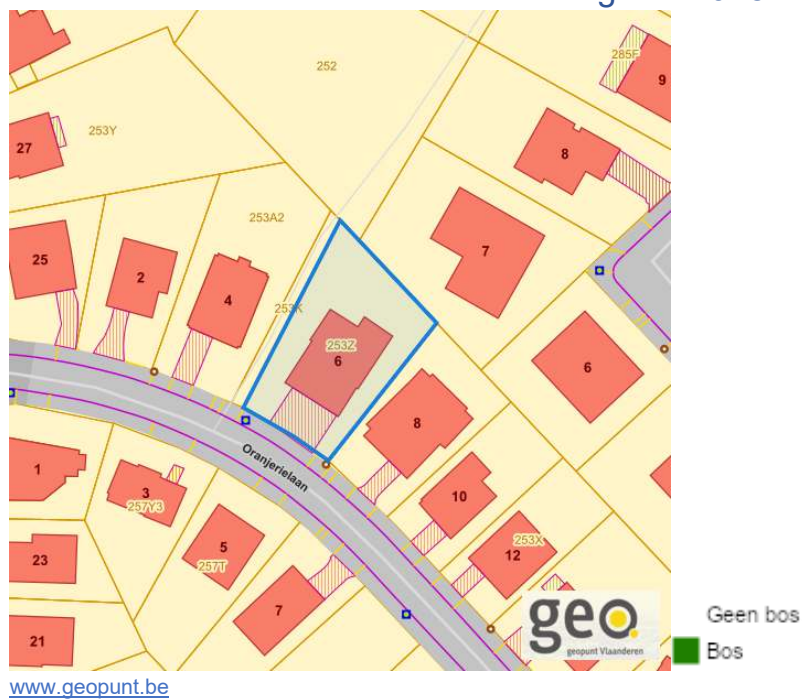 252
285F
9
253Y
27
8
253A2
7
25
2
4
253K
253Z
6
6
8
Oranjerielaan
1
3
257Y3
10
253X
12
5
257T
23
7
21
geo.
geopunt Vlaanderen
Geen bos
Bos
www.geopunt.be